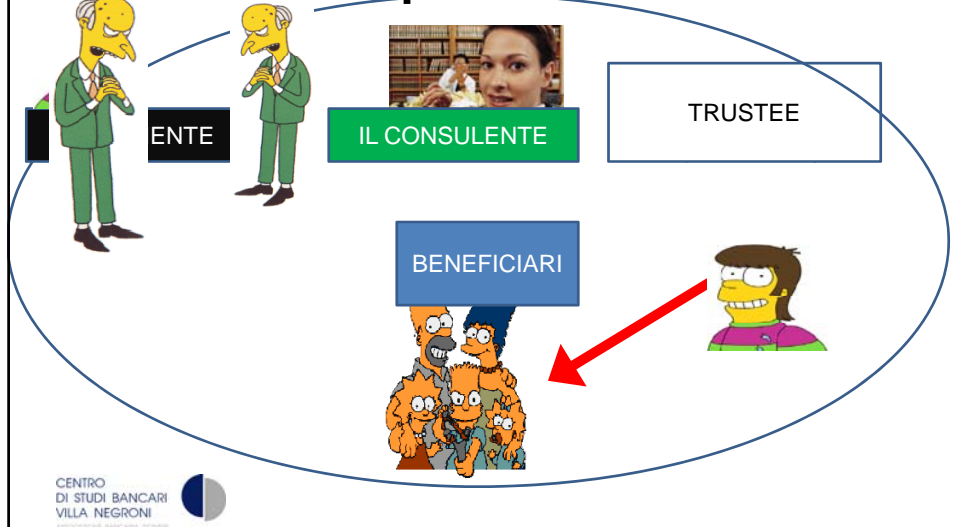 ENTE
IL CONSULENTE
TRUSTEE
BENEFICIARI
CENTRO
DI STUDI BANCARI
VILLA NEGRONI